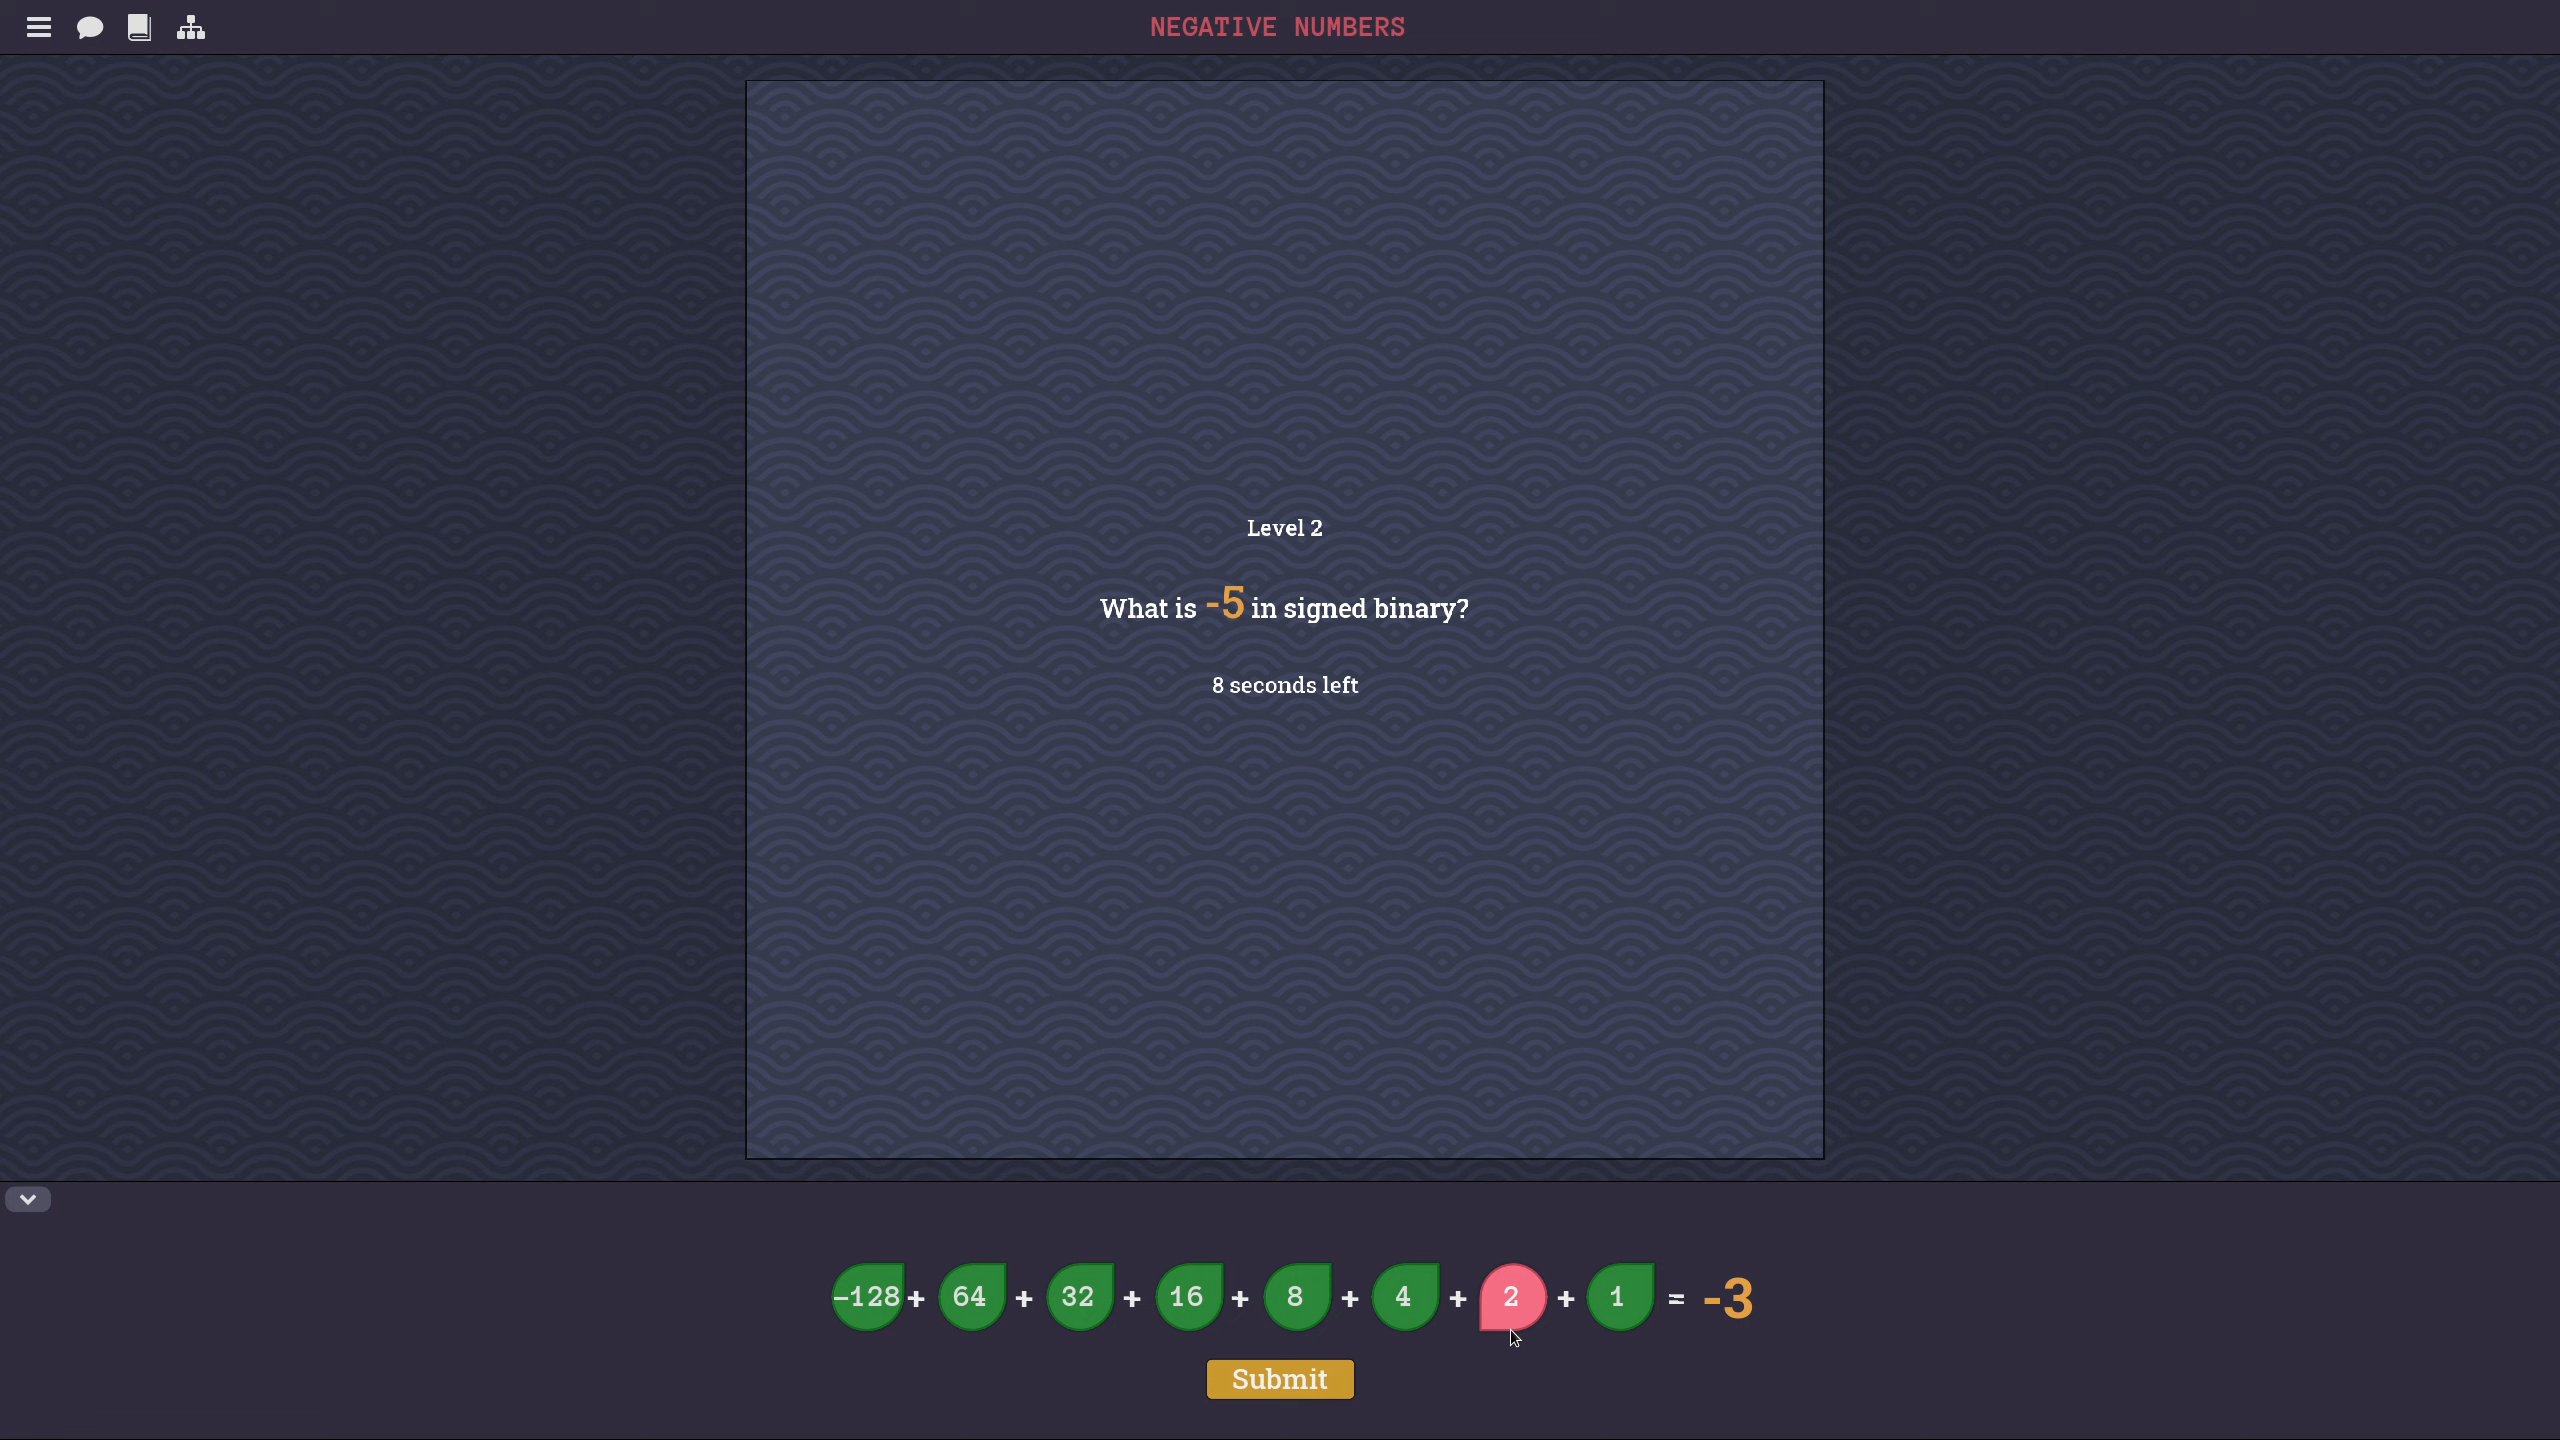 NEGATIVE NUMBERS
Level 2
What is -5 in signed binary?
8 seconds left
-128 + 64 + 32 + 16 + 8 + 4 + 2 + 1 = -3
Submit